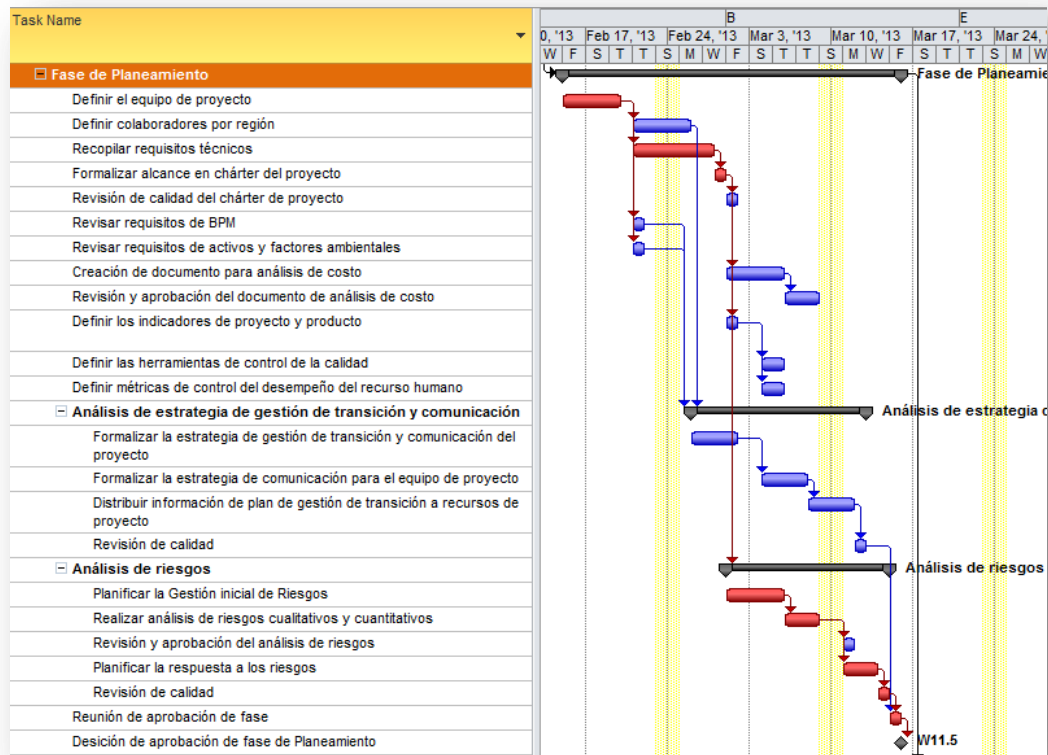 Task Name
B E
0, '13 Feb 17, '13 Feb 24, '13 Mar 3, '13 Mar 10, '13 Mar 17, '13 Mar 24, '
W F S T T S M W F S T T S M W F S T T S M W
Fase de Planeamiento
Fase de Planeamie
Definir el equipo de proyecto
Definir colaboradores por región
Recopilar requisitos técnicos
Formalizar alcance en chárter del proyecto
Revisión de calidad del chárter de proyecto
Revisar requisitos de BPM
Revisar requisitos de activos y factores ambientales
Creación de documento para análisis de costo
Revisión y aprobación del documento de análisis de costo
Definir los indicadores de proyecto y producto
Definir las herramientas de control de la calidad
Definir métricas de control del desempeño del recurso humano
Análisis de estrategia de gestión de transición y comunicación
Análisis de estrategia d
Formalizar la estrategia de gestión de transición y comunicación del
proyecto
Formalizar la estrategia de comunicación para el equipo de proyecto
Distribuir información de plan de gestión de transición a recursos de
proyecto
Revisión de calidad
Análisis de riesgos
Análisis de riesgos
Planificar la Gestión inicial de Riesgos
Realizar análisis de riesgos cualitativos y cuantitativos
Revisión y aprobación del análisis de riesgos
Planificar la respuesta a los riesgos
Revisión de calidad
Reunión de aprobación de fase
Desición de aprobación de fase de Planeamiento
W11.5